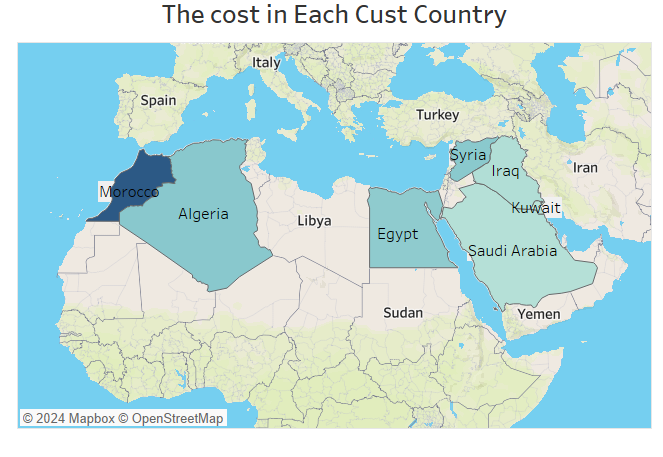 The cost in Each Cust Country
Italy
Spain
Turkey
Syria
Iraq
Iran
Morocco
Kuwait
Algeria
Libya
Egypt
Saudi Arabia
Sudan
Yemen
© 2024 Mapbox © OpenStreetMap